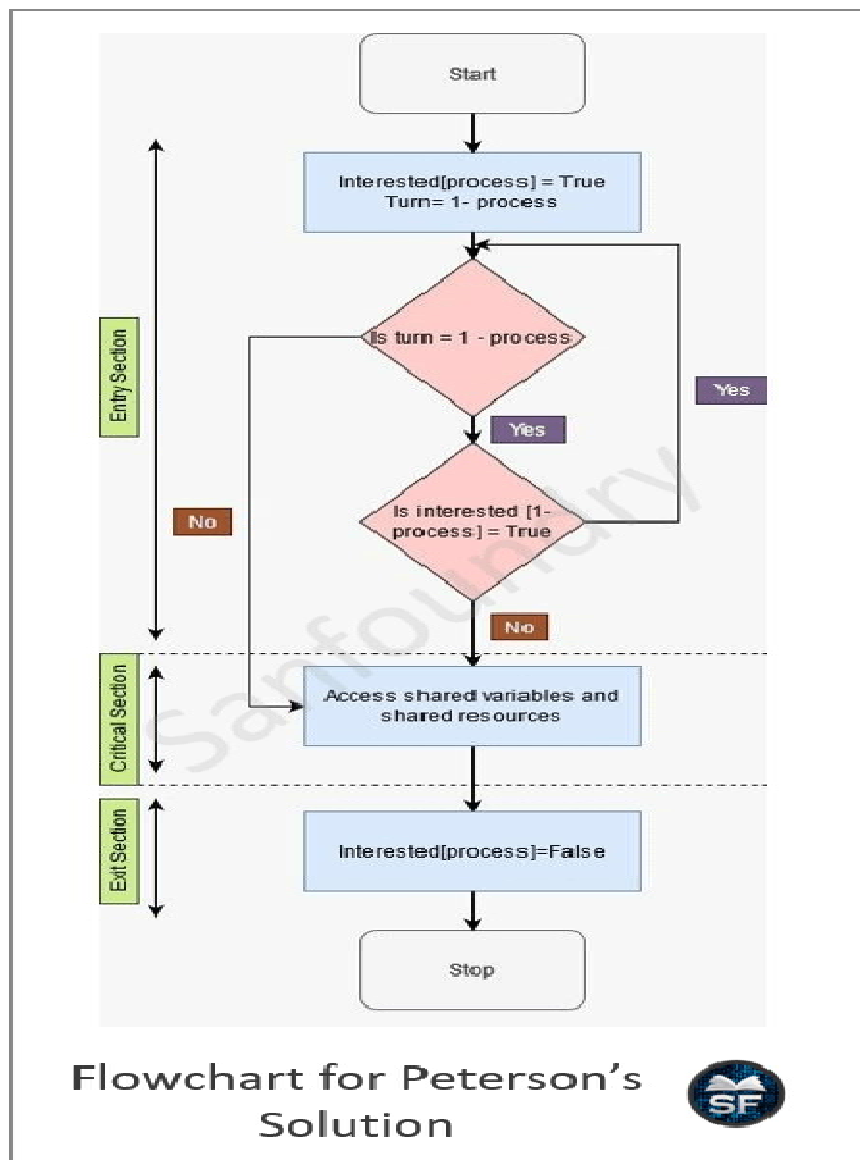 Start
Interested[process] = True
Turn= 1- process
Is turn = 1 - process
Yes
Yes
Entry Section
Is interested [1-
process] = True
No
No
Access shared variables and
shared resources
Critical Section
Interested[process]=False
Exit Section
Stop
Sanfoundry
Flowchart for Peterson’s
Solution
SF